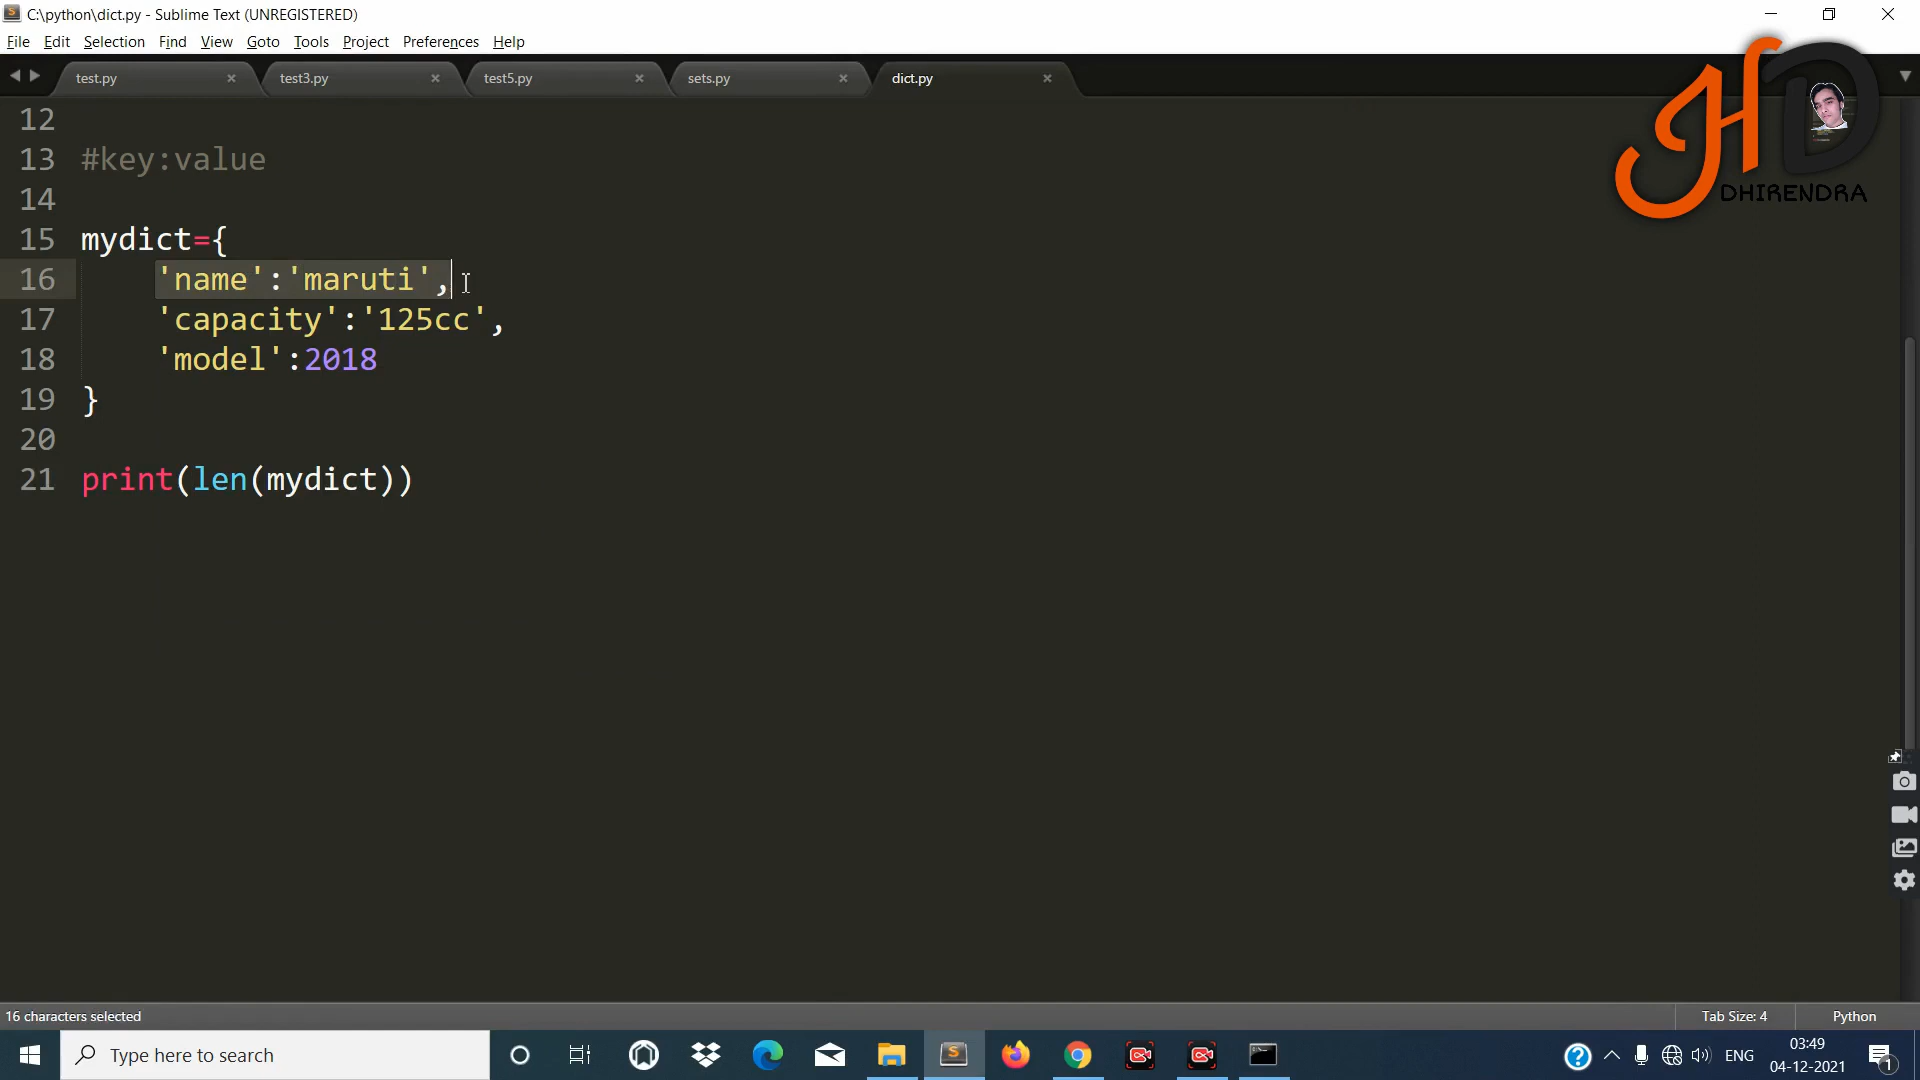 C:\python\dict.py - Sublime Text (UNREGISTERED)
File Edit Selection Find View Goto Tools Project Preferences Help
test.py × test3.py × test5.py × sets.py × dict.py ×
HD
DHIRENDRA
12
13 #key:value
14
15 mydict={
16 'name':'maruti',
17 'capacity':'125cc',
18 'model':2018
19 }
20
21 print(len(mydict))
16 characters selected Tab Size: 4 Python
Type here to search
ENG
03:49
04-12-2021
1